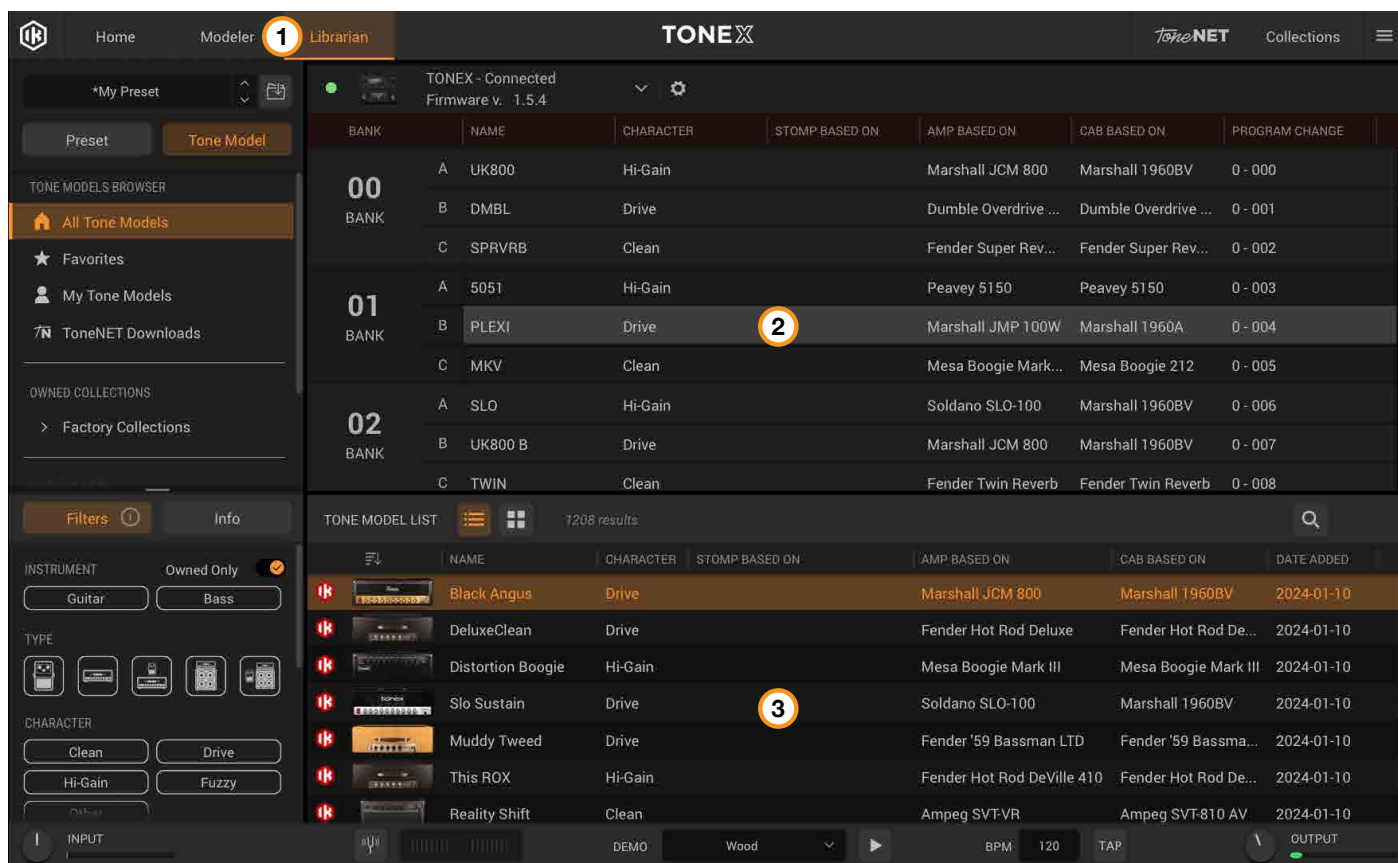 Home Modeler 1 Librarian TONEX ToneNET Collections
*My Preset
TONEX - Connected
Firmware v. 1.5.4
Preset Tone Model
TONE MODELS BROWSER
All Tone Models
Favorites
My Tone Models
ToneNET Downloads
OWNED COLLECTIONS
Factory Collections
BANK NAME CHARACTER STOMP BASED ON AMP BASED ON CAB BASED ON PROGRAM CHANGE
00 BANK
A UK800 Hi-Gain Marshall JCM 800 Marshall 1960BV 0 - 000
B DMBL Drive Dumble Overdrive ... Dumble Overdrive ... 0 - 001
C SPRVRB Clean Fender Super Rev... Fender Super Rev... 0 - 002
01 BANK
A 5051 Hi-Gain Peavey 5150 Peavey 5150 0 - 003
B PLEXI Drive 2 Marshall JMP 100W Marshall 1960A 0 - 004
C MKV Clean Mesa Boogie Mark... Mesa Boogie 212 0 - 005
02 BANK
A SLO Hi-Gain Soldano SLO-100 Marshall 1960BV 0 - 006
B UK800 B Drive Marshall JCM 800 Marshall 1960BV 0 - 007
C TWIN Clean Fender Twin Reverb Fender Twin Reverb 0 - 008
Filters Info
INSTRUMENT Owned Only
Guitar Bass
TYPE
CHARACTER
Clean Drive
Hi-Gain Fuzzy
Other
TONE MODEL LIST 1208 results
NAME CHARACTER STOMP BASED ON AMP BASED ON CAB BASED ON DATE ADDED
Black Angus Drive Marshall JCM 800 Marshall 1960BV 2024-01-10
DeluxeClean Drive Fender Hot Rod Deluxe Fender Hot Rod De... 2024-01-10
Distortion Boogie Hi-Gain Mesa Boogie Mark III Mesa Boogie Mark III 2024-01-10
Slo Sustain Drive 3 Soldano SLO-100 Marshall 1960BV 2024-01-10
Muddy Tweed Drive Fender '59 Bassman LTD Fender '59 Bassma... 2024-01-10
This ROX Hi-Gain Fender Hot Rod DeVille 410 Fender Hot Rod De... 2024-01-10
Reality Shift Clean Ampeg SVT-VR Ampeg SVT-810 AV 2024-01-10
INPUT DEMO Wood BPM 120 TAP OUTPUT